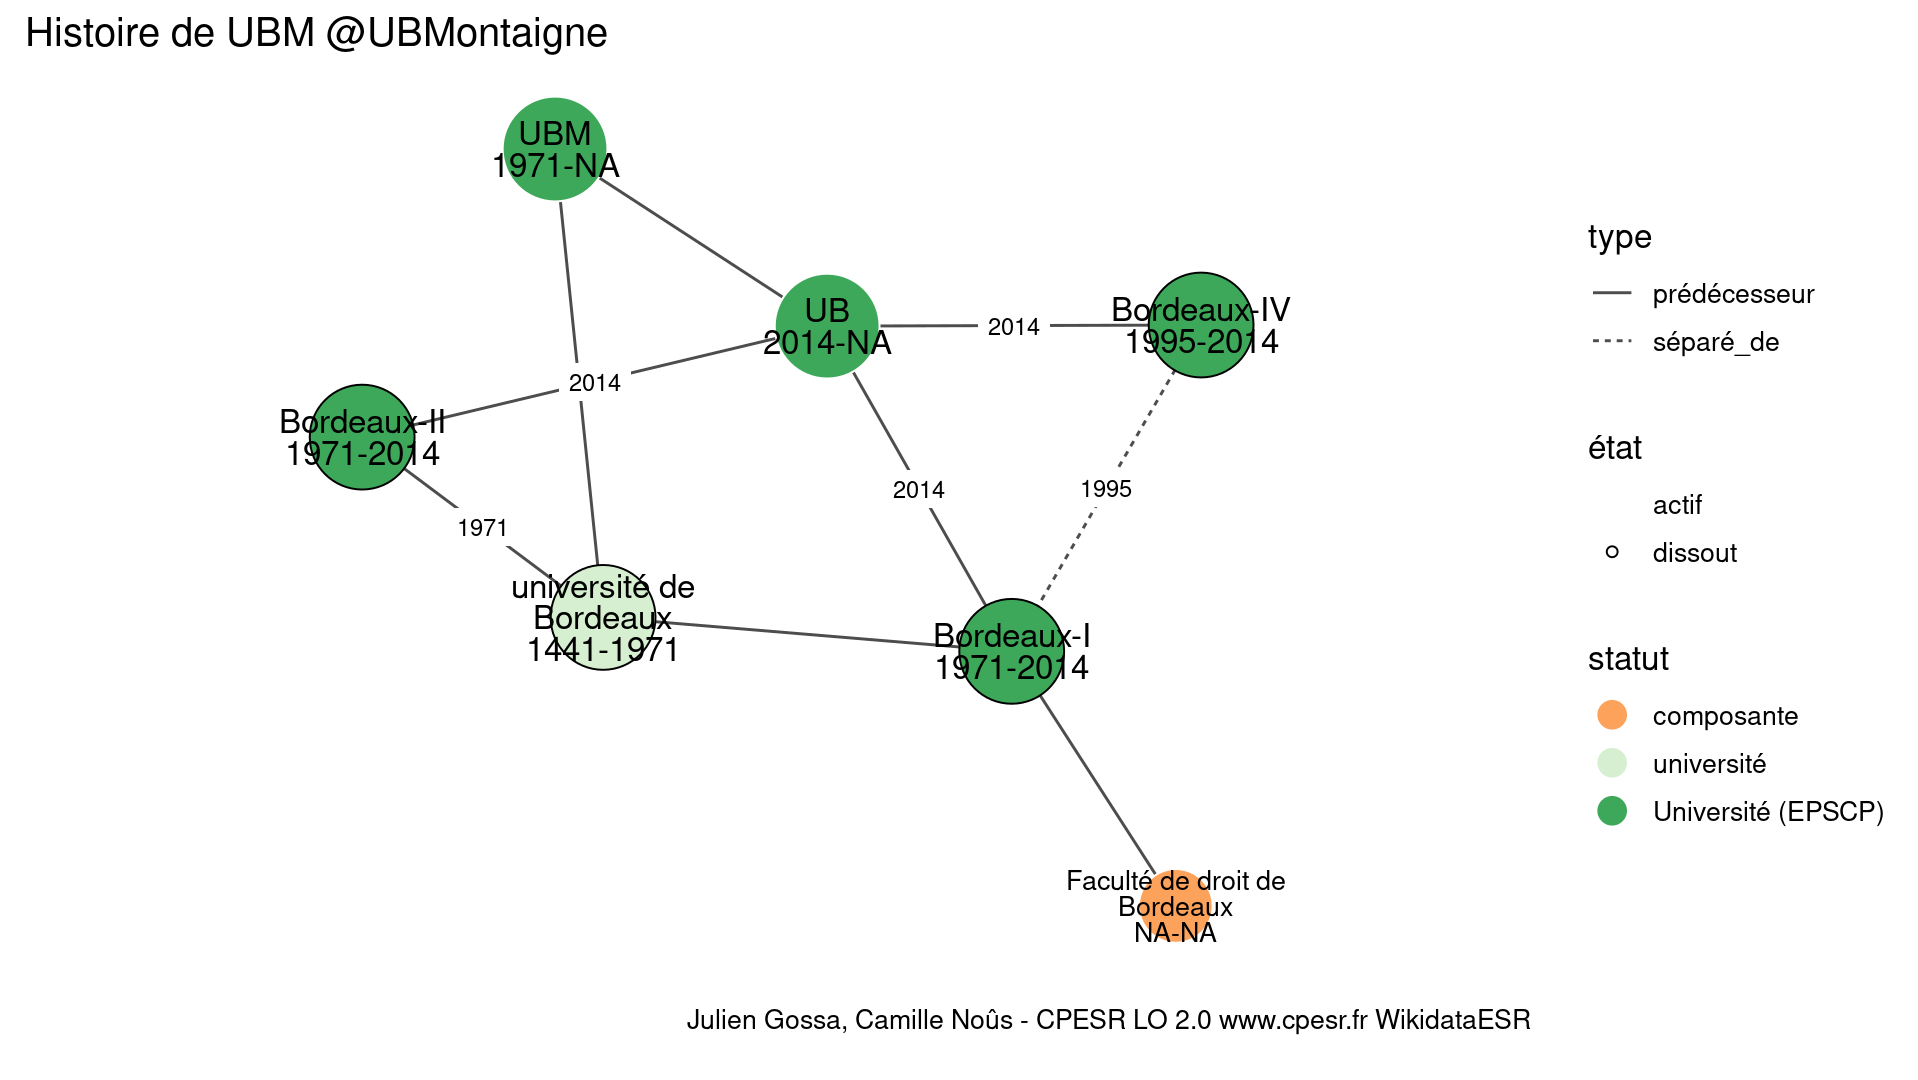 Histoire de UBM @UBMontaigne
UBM
1971-NA
UB
2014-NA
2014
Bordeaux-IV
1995-2014
2014
Bordeaux-II
1971-2014
2014
1995
1971
université de
Bordeaux
1441-1971
Bordeaux-I
1971-2014
Faculté de droit de
Bordeaux
NA-NA
type
prédécesseur
séparé_de
état
actif
dissout
statut
composante
université
Université (EPSCP)
Julien Gossa, Camille Noûs - CPESR LO 2.0 www.cpesr.fr WikidataESR